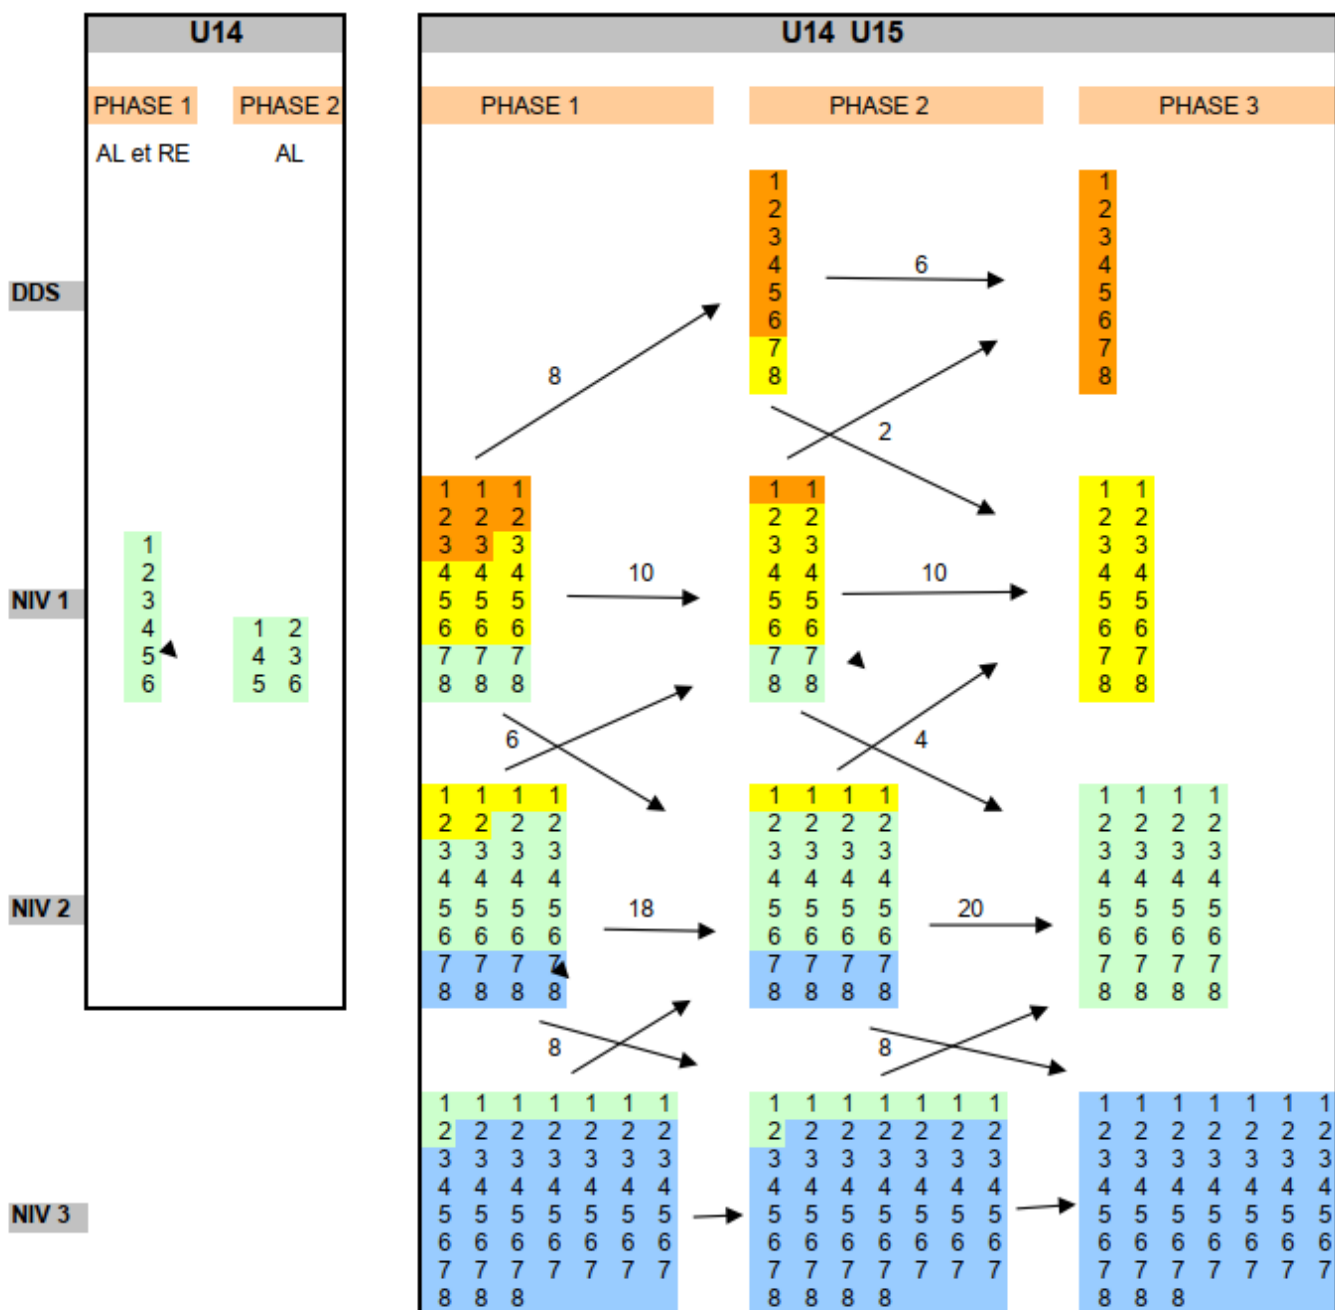 U14 U14 U15
PHASE 1 PHASE 2 PHASE 1 PHASE 2 PHASE 3
AL et RE AL
1 1
2 2
3 3
4 6 4
DDS 5 5
6 6
7 7
8 8 8
2
1 1 1 1 1 1 1
2 2 2 2 2 2 2
1 3 3 3 3 3 3 3
2 4 4 4 10 4 4 10 4 4
NIV 1 3 5 5 5 5 5 5 5
4 1 2 6 6 6 6 6 6 6
5 4 3 7 7 7 7 7 7 7
6 5 6 8 8 8 8 8 8 8
6 4
1 1 1 1 1 1 1 1 1 1 1 1
2 2 2 2 2 2 2 2 2 2 2 2
3 3 3 3 3 3 3 3 3 3 3 3
4 4 4 4 4 4 4 4 4 4 4 4
NIV 2 5 5 5 5 18 5 5 5 5 20 5 5 5 5
6 6 6 6 6 6 6 6 6 6 6 6
7 7 7 7 7 7 7 7 7 7 7 7
8 8 8 8 8 8 8 8 8 8 8 8
8 8
1 1 1 1 1 1 1 1 1 1 1 1 1 1 1 1 1 1 1 1 1
2 2 2 2 2 2 2 2 2 2 2 2 2 2 2 2 2 2 2 2 2
3 3 3 3 3 3 3 3 3 3 3 3 3 3 3 3 3 3 3 3 3
4 4 4 4 4 4 4 4 4 4 4 4 4 4 4 4 4 4 4 4 4
NIV 3 5 5 5 5 5 5 5 5 5 5 5 5 5 5 5 5 5 5 5 5 5
6 6 6 6 6 6 6 6 6 6 6 6 6 6 6 6 6 6 6 6 6
7 7 7 7 7 7 7 7 7 7 7 7 7 7 7 7 7 7 7 7 7
8 8 8 8 8 8 8 8 8 8